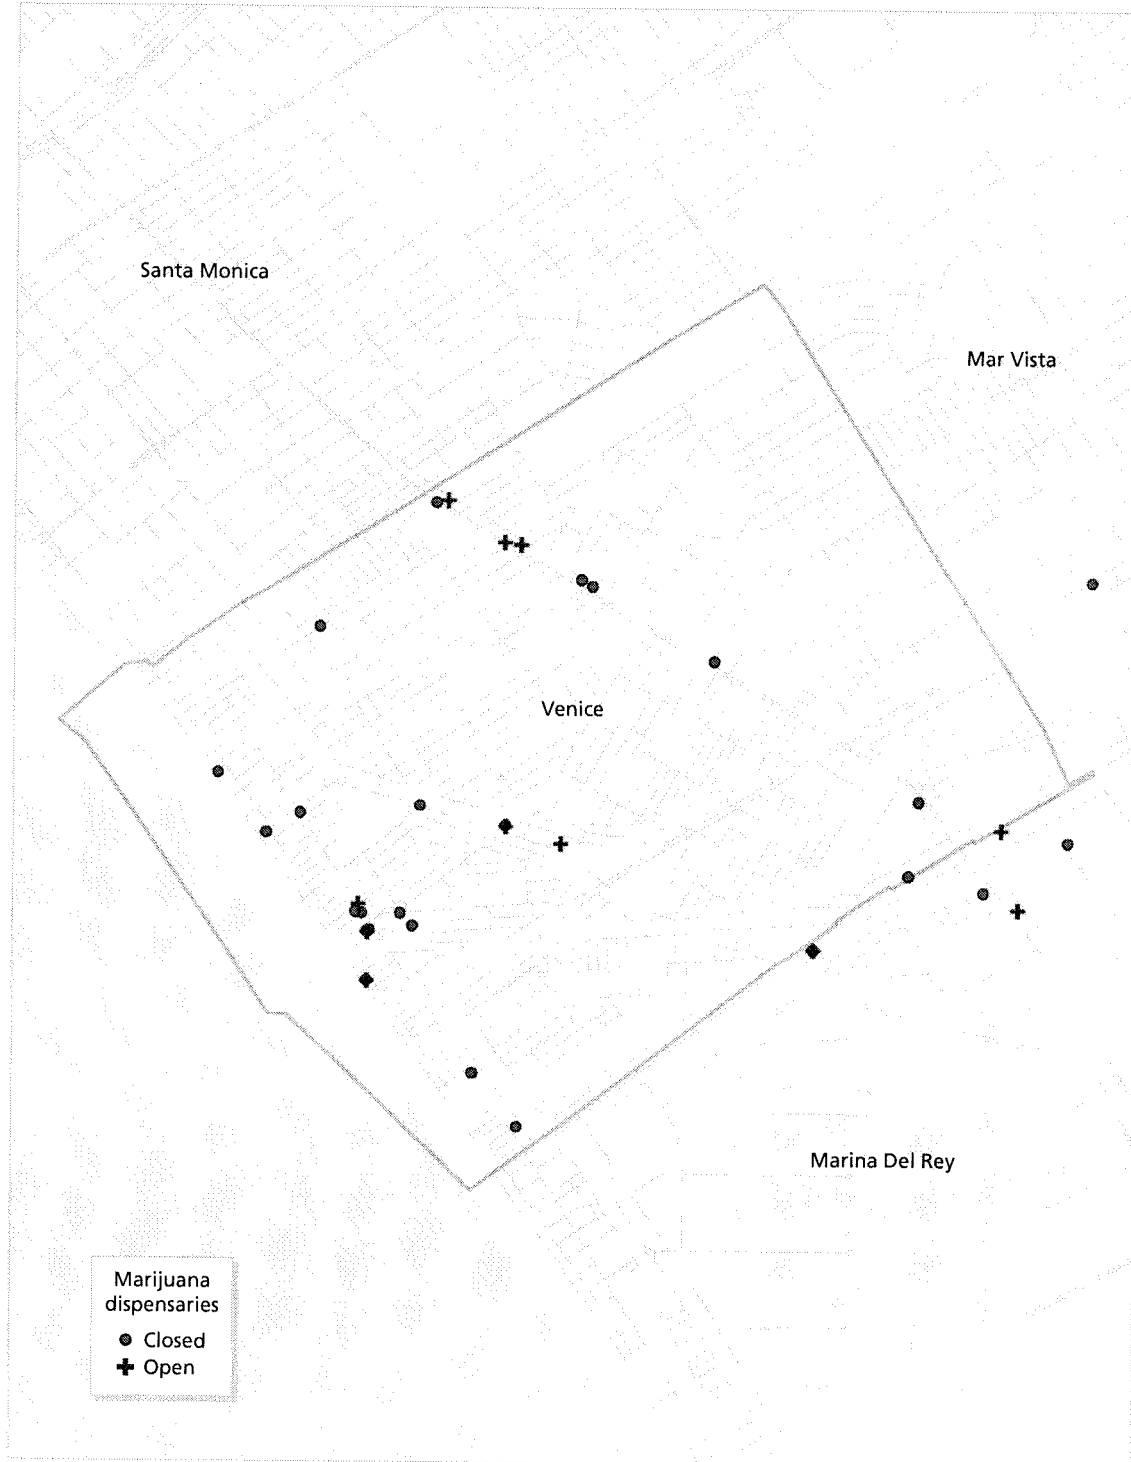 Santa Monica
Mar Vista
Venice
Marina Del Rey
Marijuana
dispensaries
Closed
Open